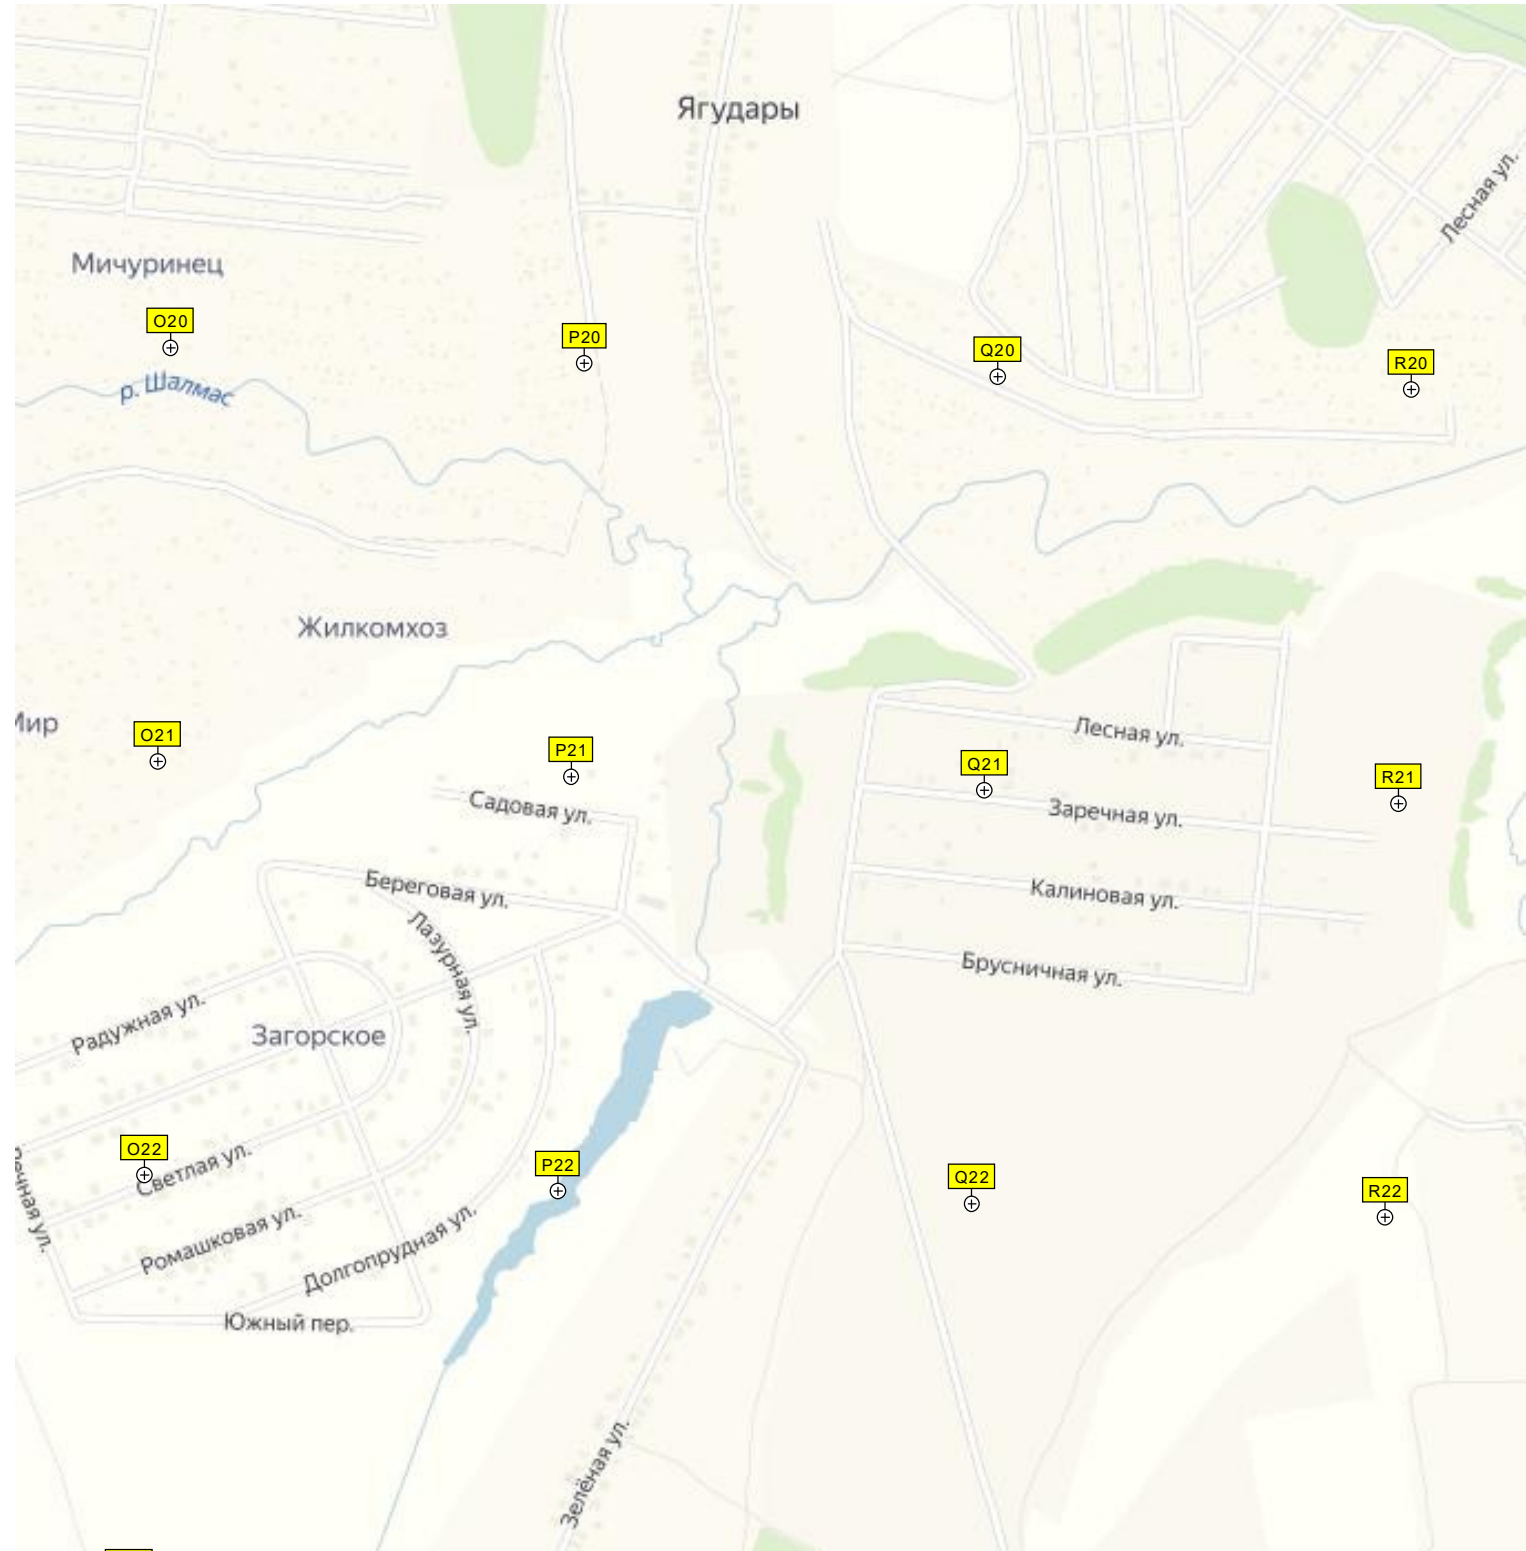 Ягудары
Лесная ул.
Мичуринец
O20
P20
Q20
R20
р. Шалмас
Жилкомхоз
Мир
O21
P21
Q21
R21
Лесная ул.
Садовая ул.
Заречная ул.
Береговая ул.
Калиновая ул.
Лазурная ул.
Брусничная ул.
Радужная ул.
Загорское
O22
P22
Q22
R22
Светлая ул.
ечная ул.
Ромашковая ул.
Долгопрудная ул.
Южный пер.
Зелёная ул.